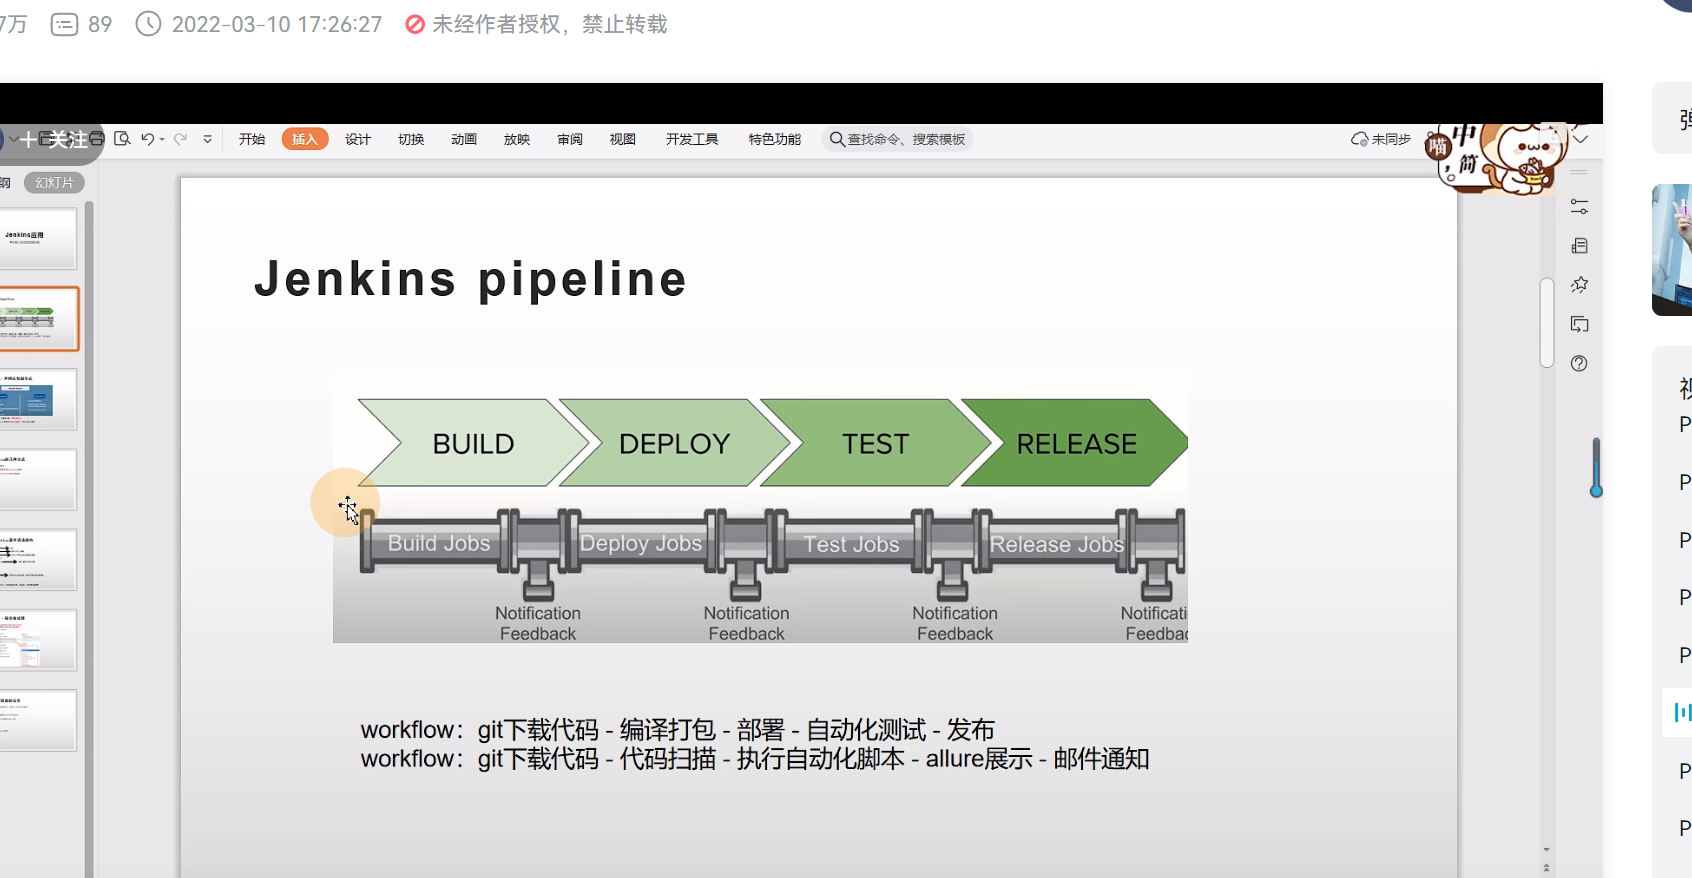 7万 89 2022-03-10 17:26:27 未经作者授权，禁止转载
关注 开始 插入 设计 切换 动画 放映 审阅 视图 开发工具 特色功能 查找命令、搜索模板 未同步
喵 中 , 简
纲 幻灯片
Jenkins应用
Jenkins pipeline
BUILD DEPLOY TEST RELEASE
Build Jobs Deploy Jobs Test Jobs Release Jobs
Notification Notification Notification Notificati
Feedback Feedback Feedback Feedbac
workflow：git下载代码 - 编译打包 - 部署 - 自动化测试 - 发布
workflow：git下载代码 - 代码扫描 - 执行自动化脚本 - allure展示 - 邮件通知
P
P
P
P
P
P
P